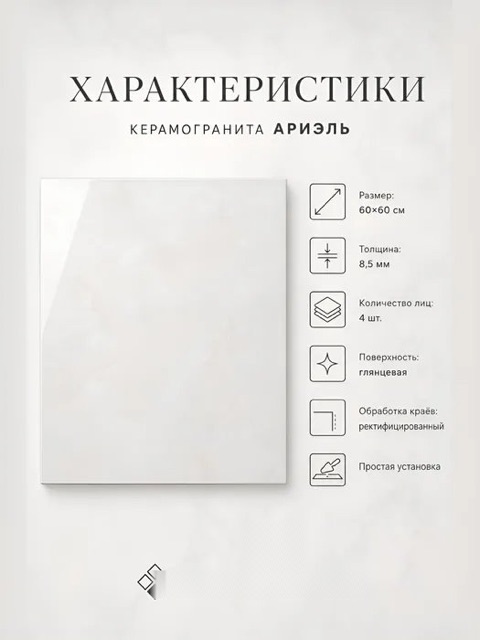 ХАРАКТЕРИСТИКИ
КЕРАМОГРАНИТА АРИЭЛЬ
Размер:
60×60 см
Толщина:
8,5 мм
Количество лиц:
4 шт.
Поверхность:
глянцевая
Обработка краёв:
ректифицированный
Простая установка